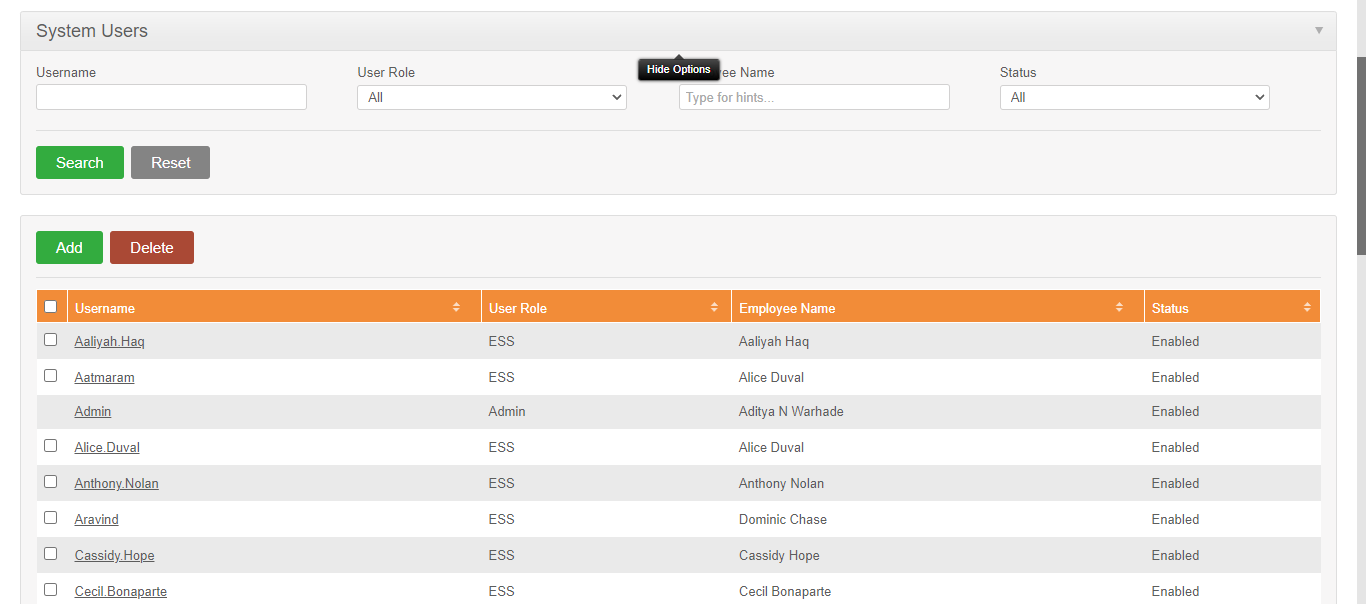 System Users
Username User Role Hide Options ee Name Status
All Type for hints... All
Search Reset
Add Delete
Username User Role Employee Name Status
Aaliyah.Haq ESS Aaliyah Haq Enabled
Aatmaram ESS Alice Duval Enabled
Admin Admin Aditya N Warhade Enabled
Alice.Duval ESS Alice Duval Enabled
Anthony.Nolan ESS Anthony Nolan Enabled
Aravind ESS Dominic Chase Enabled
Cassidy.Hope ESS Cassidy Hope Enabled
Cecil.Bonaparte ESS Cecil Bonaparte Enabled